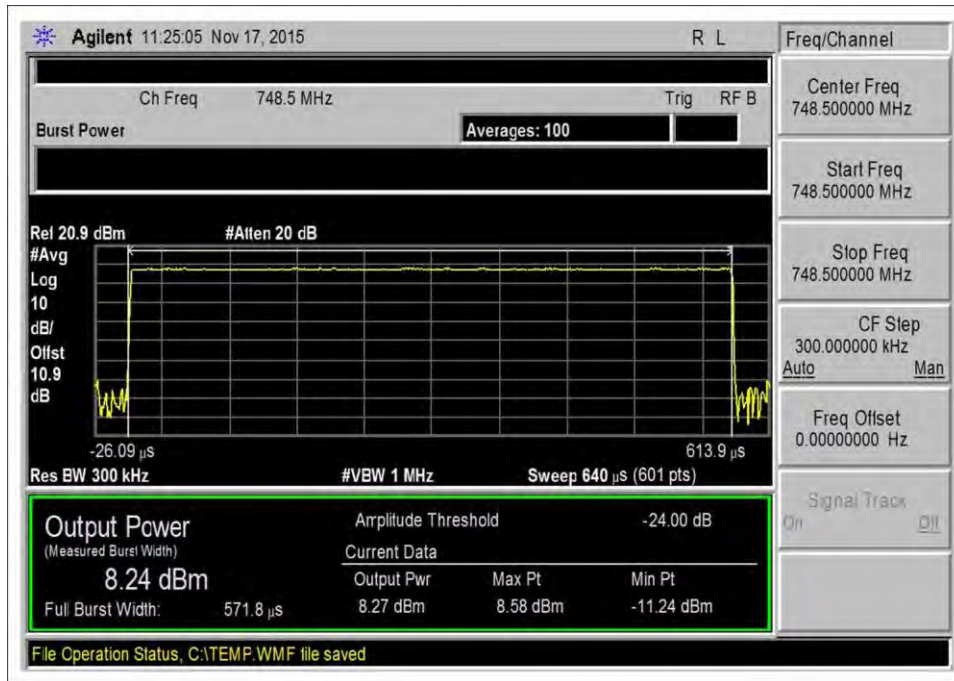 Agilent 11:25:05 Nov 17, 2015 R L
Freq/Channel
Ch Freq 748.5 MHz Trig RF B
Burst Power Averages: 100
Center Freq
748.500000 MHz
Start Freq
748.500000 MHz
Stop Freq
748.500000 MHz
CF Step
300.000000 kHz
Auto Man
Freq Offset
0.00000000 Hz
Signal Track
On Off
Ref 20.9 dBm #Atten 20 dB
#Avg
Log
10
dB/
Offst
10.9
dB
-26.09 µs 613.9 µs
Res BW 300 kHz #VBW 1 MHz Sweep 640 µs (601 pts)
Output Power
(Measured Burst Width)
8.24 dBm
Full Burst Width: 571.8 µs
Amplitude Threshold -24.00 dB
Current Data
Output Pwr Max Pt Min Pt
8.27 dBm 8.58 dBm -11.24 dBm
File Operation Status, C:\TEMP.WMF file saved